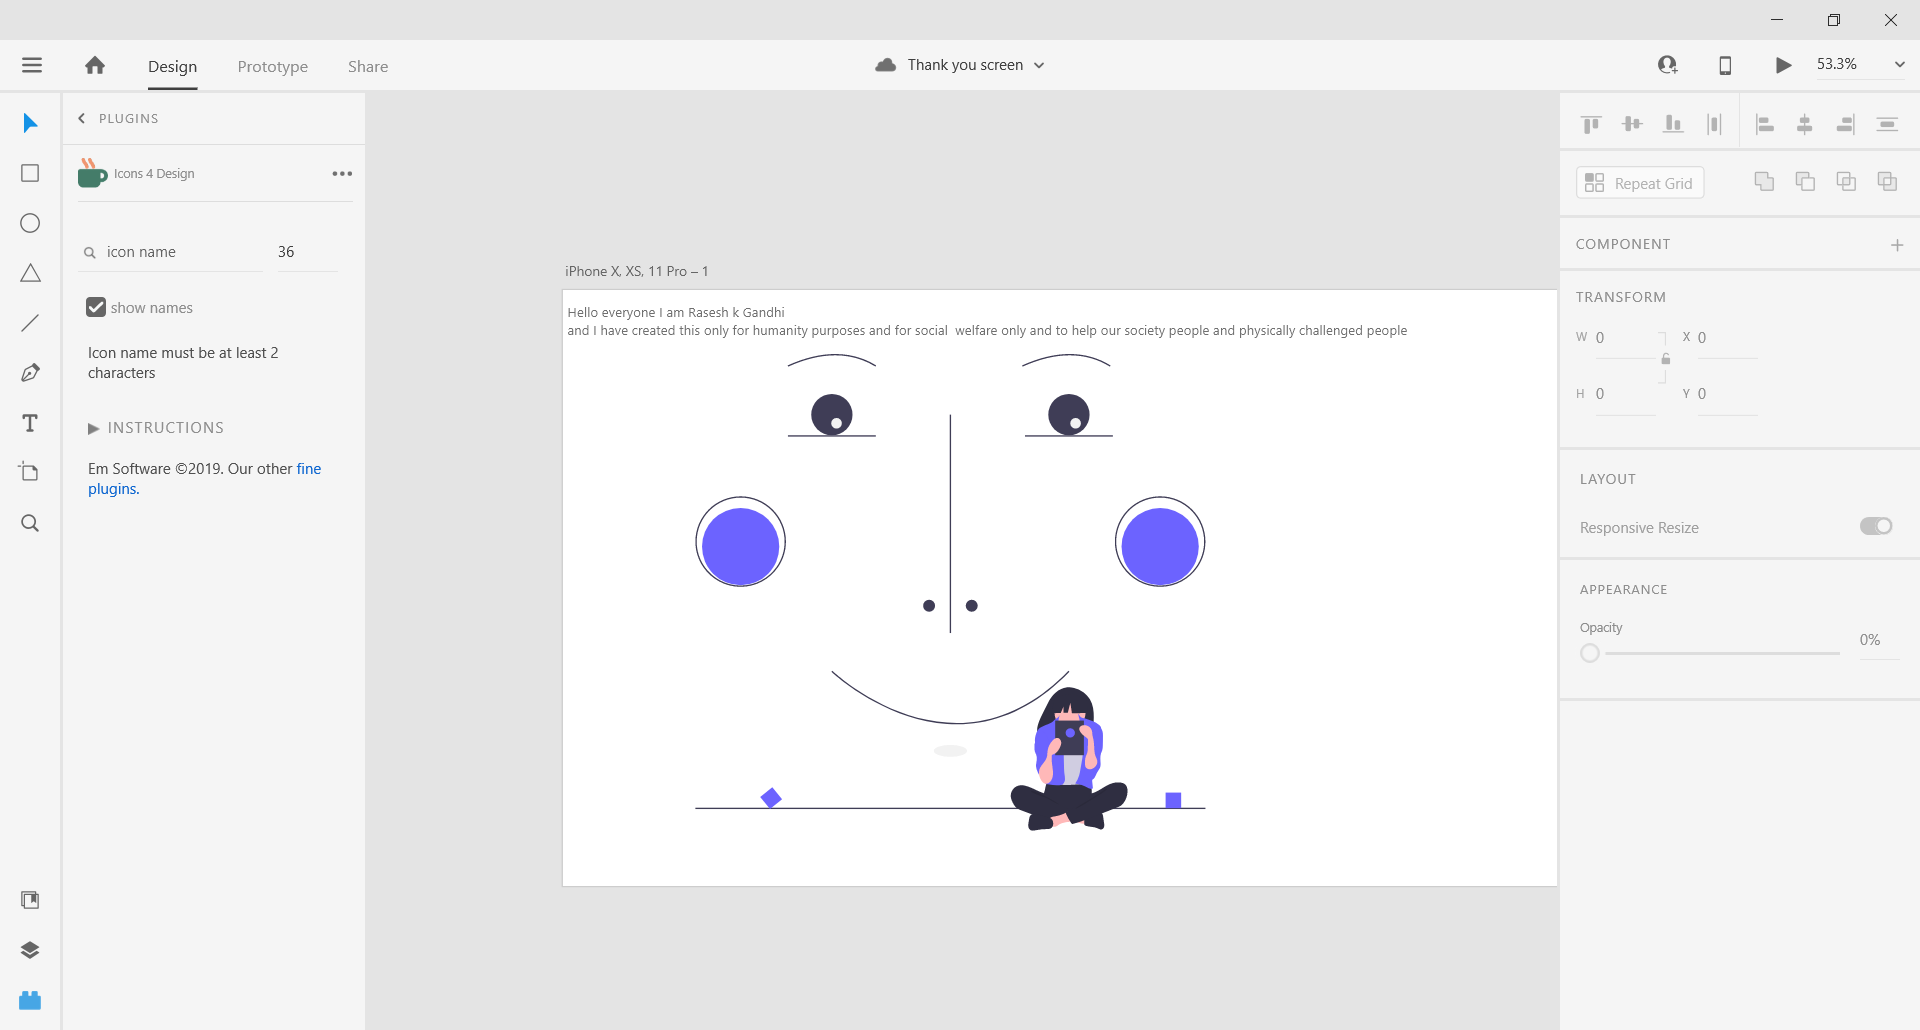 Design Prototype Share
Thank you screen
53.3%
PLUGINS
Icons 4 Design
icon name 36
show names
Icon name must be at least 2
characters
INSTRUCTIONS
Em Software ©2019. Our other fine
plugins.
iPhone X, XS, 11 Pro – 1
Hello everyone I am Rasesh k Gandhi
and I have created this only for humanity purposes and for social  welfare only and to help our society people and physically challenged people
Repeat Grid
COMPONENT
TRANSFORM
W 0 X 0
H 0 Y 0
LAYOUT
Responsive Resize
APPEARANCE
Opacity
0%